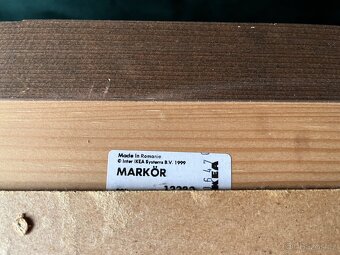 Made in Romania
© Inter IKEA Systems B.V. 1999
MARKÖR
IKEA